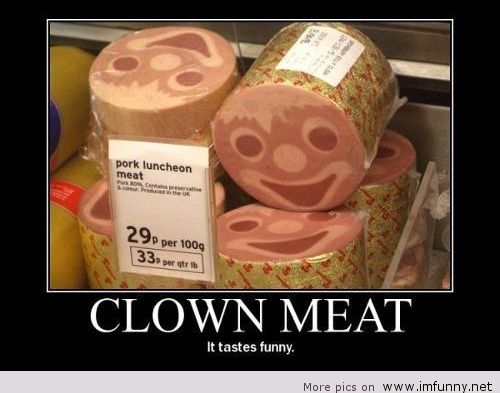 pork luncheon
meat
Pork 80%. Contains preservative
& colour. Produced in the UK
29p per 100g
33p per qtr lb
CLOWN MEAT
It tastes funny.
More pics on www.imfunny.net